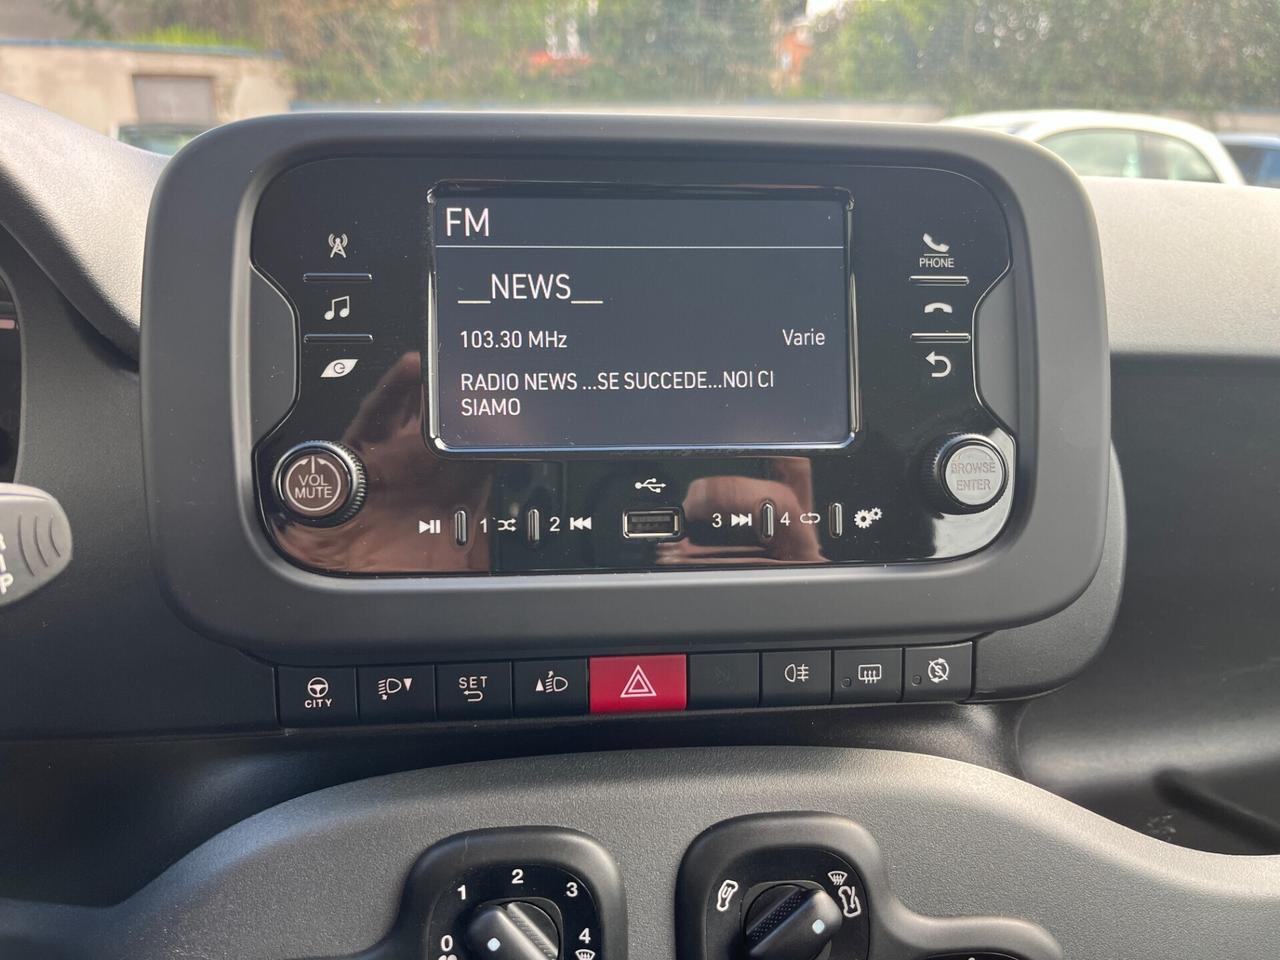 FM
__NEWS__
103.30 MHz Varie
RADIO NEWS ...SE SUCCEDE...NOI CI
SIAMO
PHONE
VOL
MUTE
BROWSE
ENTER
1 2 3 4
CITY
SET
0 1 2 3 4